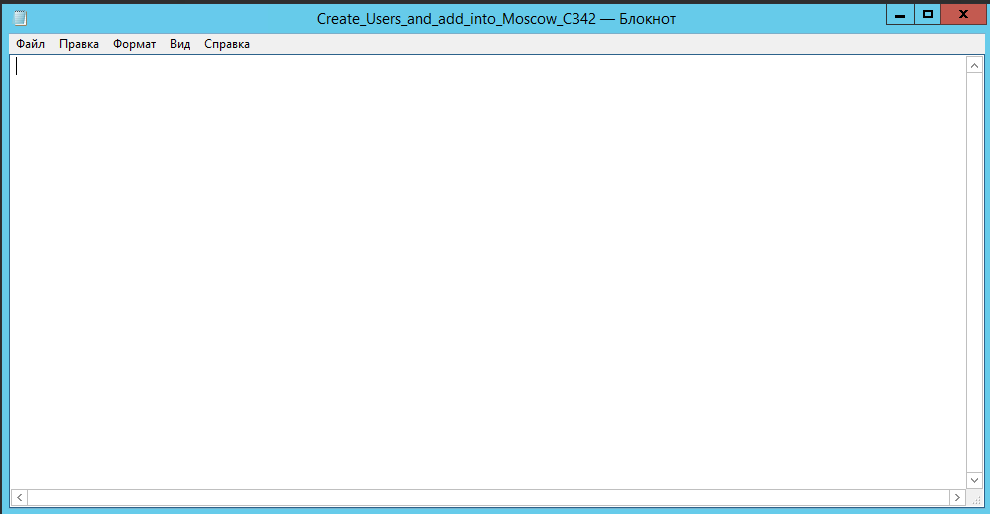 Create_Users_and_add_into_Moscow_C342 — Блокнот
Файл Правка Формат Вид Справка